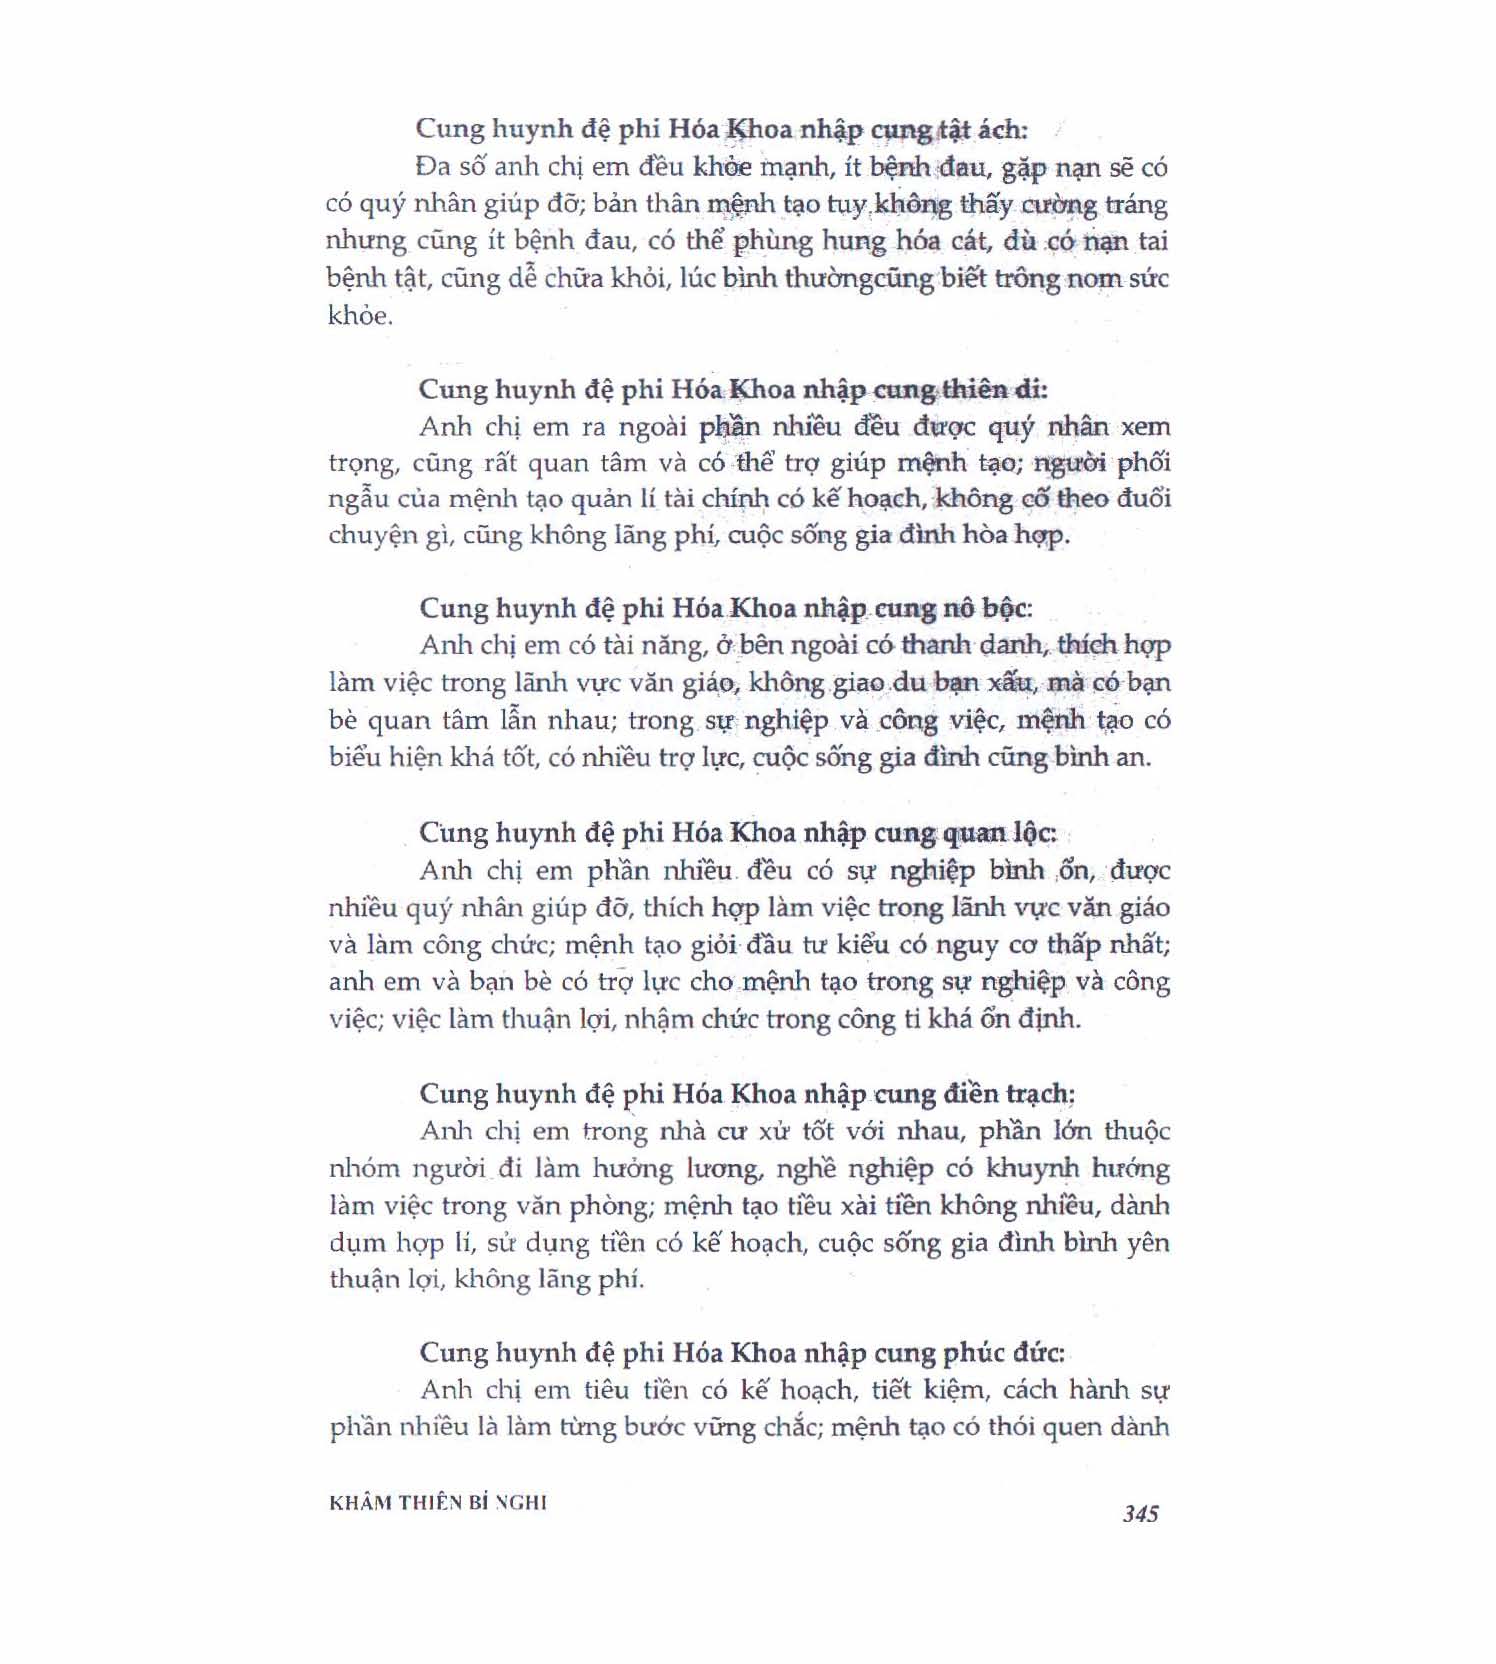 Cung huynh đệ phi Hóa Khoa nhập cung tật ách:
Đa số anh chị em đều khỏe mạnh, ít bệnh đau, gặp nạn sẽ có
có quý nhân giúp đỡ; bản thân mệnh tạo tuy không thấy cường tráng
nhưng cũng ít bệnh đau, có thể phùng hung hóa cát, dù có nạn tai
bệnh tật, cũng dễ chữa khỏi, lúc bình thườngcũng biết trông nom sức
khỏe.
Cung huynh đệ phi Hóa Khoa nhập cung thiên di:
Anh chị em ra ngoài phần nhiều đều được quý nhân xem
trọng, cũng rất quan tâm và có thể trợ giúp mệnh tạo; người phối
ngẫu của mệnh tạo quản lí tài chính có kế hoạch, không cố theo đuổi
chuyện gì, cũng không lãng phí, cuộc sống gia đình hòa hợp.
Cung huynh đệ phi Hóa Khoa nhập cung nô bộc:
Anh chị em có tài năng, ở bên ngoài có thanh danh, thích hợp
làm việc trong lãnh vực văn giáo, không giao du bạn xấu, mà có bạn
bè quan tâm lẫn nhau; trong sự nghiệp và công việc, mệnh tạo có
biểu hiện khá tốt, có nhiều trợ lực, cuộc sống gia đình cũng bình an.
Cung huynh đệ phi Hóa Khoa nhập cung quan lộc:
Anh chị em phần nhiều đều có sự nghiệp bình ổn, được
nhiều quý nhân giúp đỡ, thích hợp làm việc trong lãnh vực văn giáo
và làm công chức; mệnh tạo giỏi đầu tư kiểu có nguy cơ thấp nhất;
anh em và bạn bè có trợ lực cho mệnh tạo trong sự nghiệp và công
việc; việc làm thuận lợi, nhậm chức trong công ti khá ổn định.
Cung huynh đệ phi Hóa Khoa nhập cung điền trạch:
Anh chị em trong nhà cư xử tốt với nhau, phần lớn thuộc
nhóm người đi làm hưởng lương, nghề nghiệp có khuynh hướng
làm việc trong văn phòng; mệnh tạo tiều xài tiền không nhiều, dành
dụm hợp lí, sử dụng tiền có kế hoạch, cuộc sống gia đình bình yên
thuận lợi, không lãng phí.
Cung huynh đệ phi Hóa Khoa nhập cung phúc đức:
Anh chị em tiêu tiền có kế hoạch, tiết kiệm, cách hành sự
phần nhiều là làm từng bước vững chắc; mệnh tạo có thói quen dành
KHÂM THIÊN BÍ NGHI
345